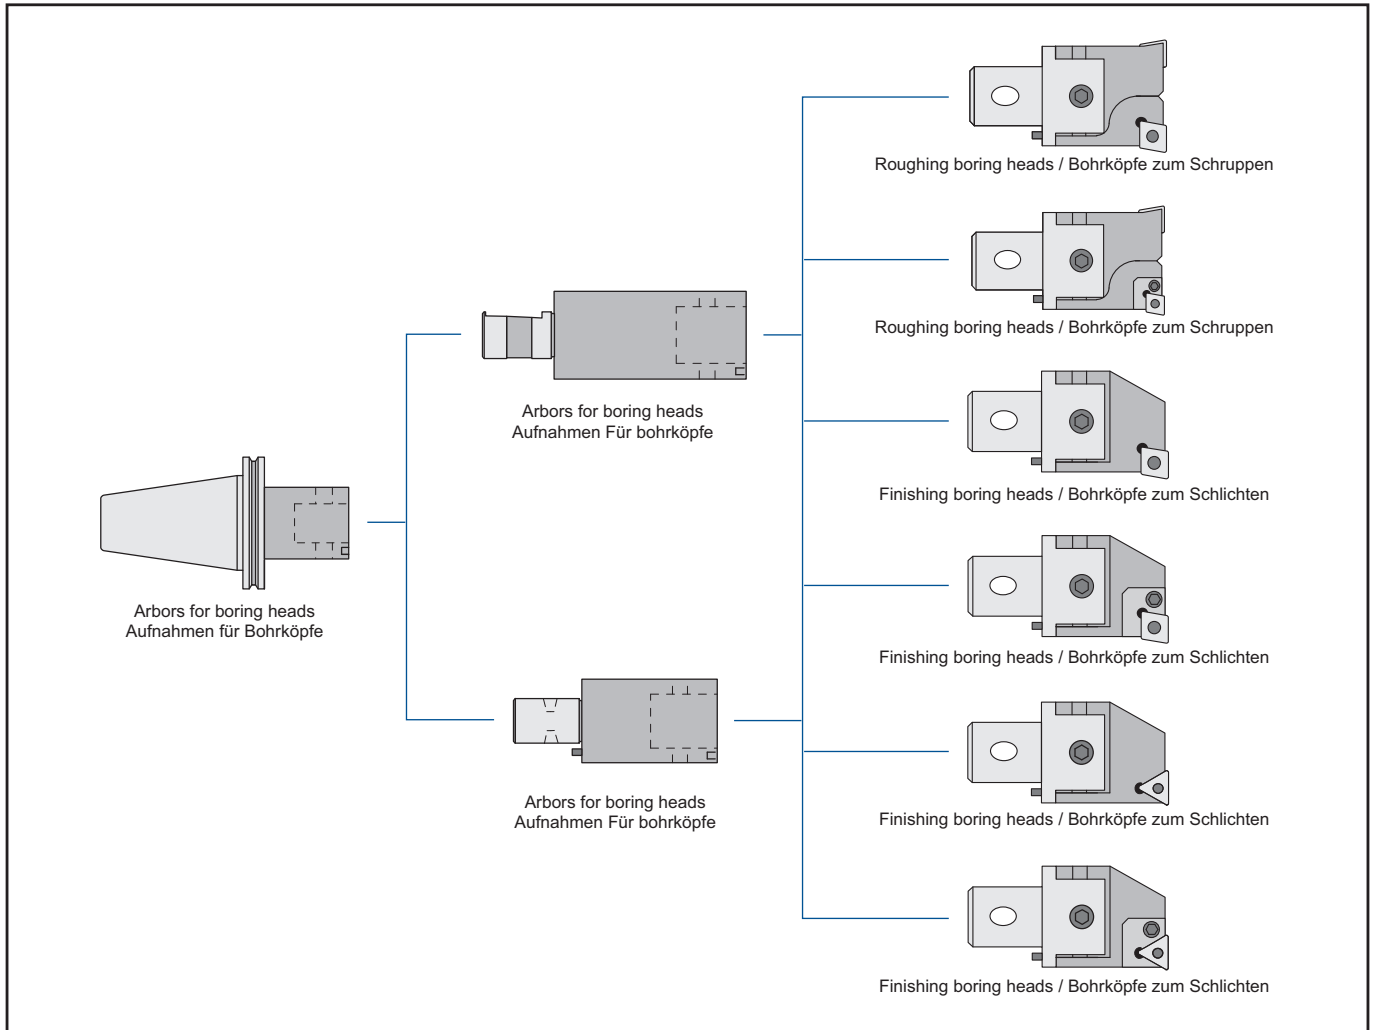 Roughing boring heads / Bohrköpfe zum Schruppen
Roughing boring heads / Bohrköpfe zum Schruppen
Arbors for boring heads
Aufnahmen Für bohrköpfe
Finishing boring heads / Bohrköpfe zum Schlichten
Arbors for boring heads
Aufnahmen für Bohrköpfe
Finishing boring heads / Bohrköpfe zum Schlichten
Arbors for boring heads
Aufnahmen Für bohrköpfe
Finishing boring heads / Bohrköpfe zum Schlichten
Finishing boring heads / Bohrköpfe zum Schlichten